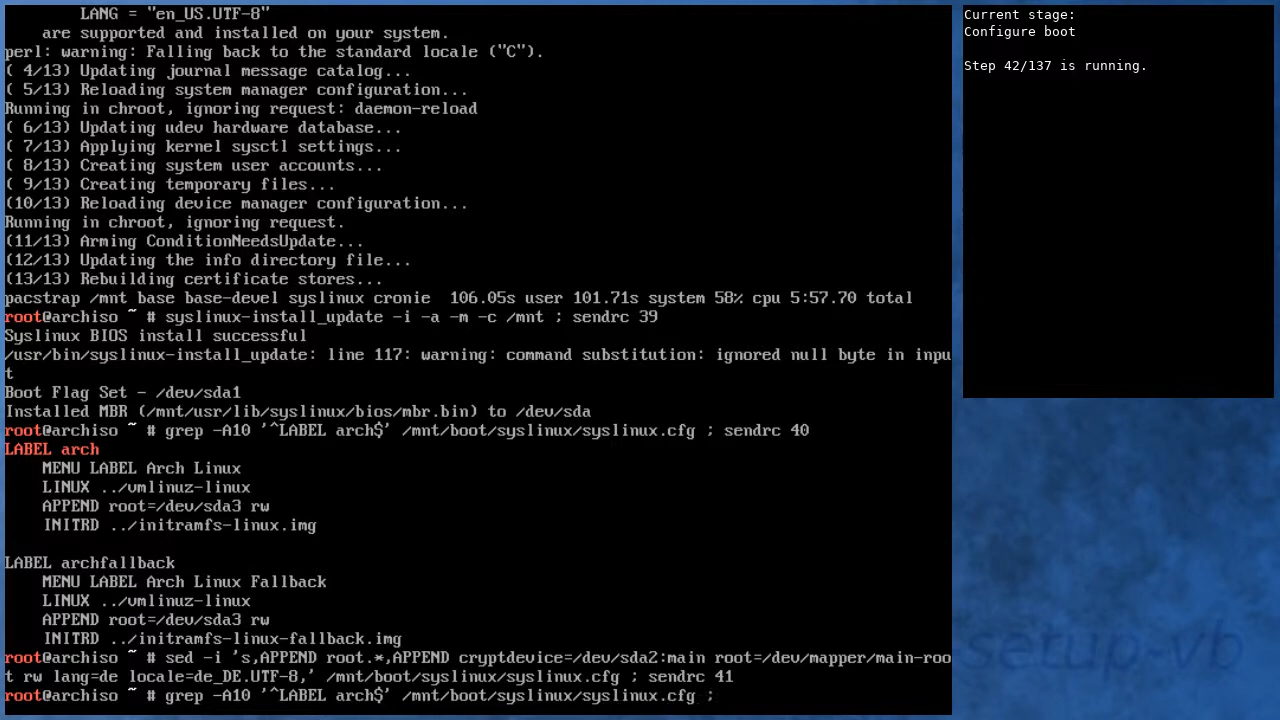 LANG = "en_US.UTF-8"
are supported and installed on your system.
perl: warning: Falling back to the standard locale ("C").
( 4/13) Updating journal message catalog...
( 5/13) Reloading system manager configuration...
Running in chroot, ignoring request: daemon-reload
( 6/13) Updating udev hardware database...
( 7/13) Applying kernel sysctl settings...
( 8/13) Creating system user accounts...
( 9/13) Creating temporary files...
(10/13) Reloading device manager configuration...
Running in chroot, ignoring request.
(11/13) Arming ConditionNeedsUpdate...
(12/13) Updating the info directory file...
(13/13) Rebuilding certificate stores...
pacstrap /mnt base base-devel syslinux cronie  106.05s user 101.71s system 58% cpu 5:57.70 total
root@archiso ~ # syslinux-install_update -i -a -m -c /mnt ; sendrc 39
Syslinux BIOS install successful
/usr/bin/syslinux-install_update: line 117: warning: command substitution: ignored null byte in inpu
t
Boot Flag Set - /dev/sda1
Installed MBR (/mnt/usr/lib/syslinux/bios/mbr.bin) to /dev/sda
root@archiso ~ # grep -A10 '^LABEL arch$' /mnt/boot/syslinux/syslinux.cfg ; sendrc 40
LABEL arch
MENU LABEL Arch Linux
LINUX ../vmlinuz-linux
APPEND root=/dev/sda3 rw
INITRD ../initramfs-linux.img
LABEL archfallback
MENU LABEL Arch Linux Fallback
LINUX ../vmlinuz-linux
APPEND root=/dev/sda3 rw
INITRD ../initramfs-linux-fallback.img
root@archiso ~ # sed -i 's,APPEND root.*,APPEND cryptdevice=/dev/sda2:main root=/dev/mapper/main-roo
t rw lang=de locale=de_DE.UTF-8,' /mnt/boot/syslinux/syslinux.cfg ; sendrc 41
root@archiso ~ # grep -A10 '^LABEL arch$' /mnt/boot/syslinux/syslinux.cfg ;
Current stage:
Configure boot
Step 42/137 is running.
setup-vb